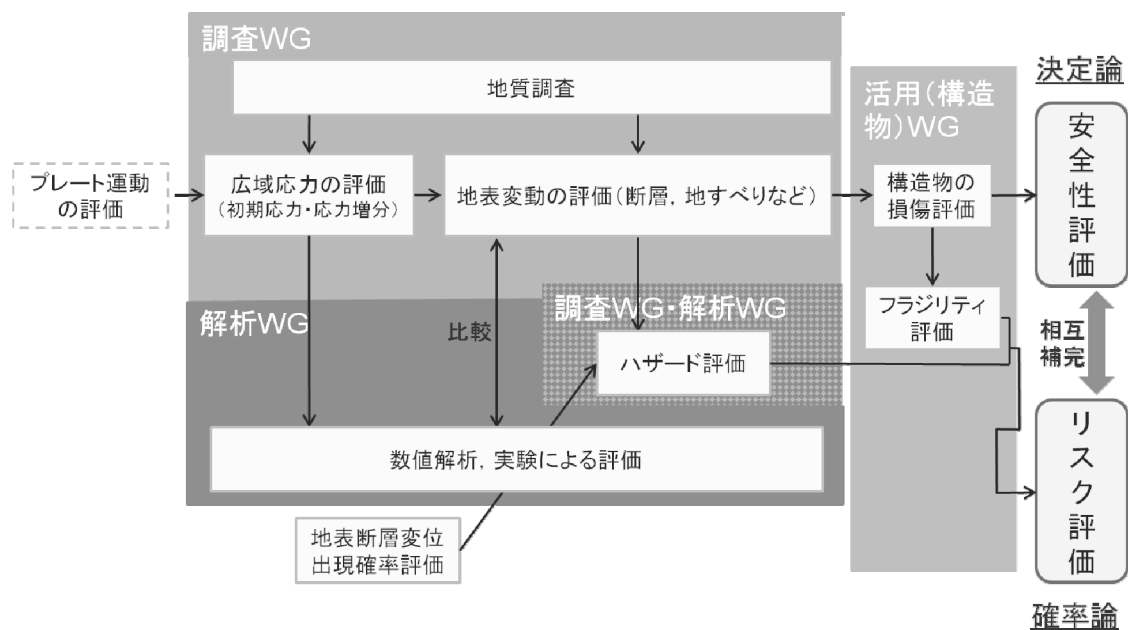 調査WG
地質調査
プレート運動
の評価
広域応力の評価
(初期応力・応力増分)
地表変動の評価(断層, 地すべりなど)
活用(構造
物)WG
構造物の
損傷評価
フラジリティ
評価
決定論
安全性評価
相互
補完
リスク評価
確率論
解析WG
比較
調査WG・解析WG
ハザード評価
数値解析, 実験による評価
地表断層変位
出現確率評価